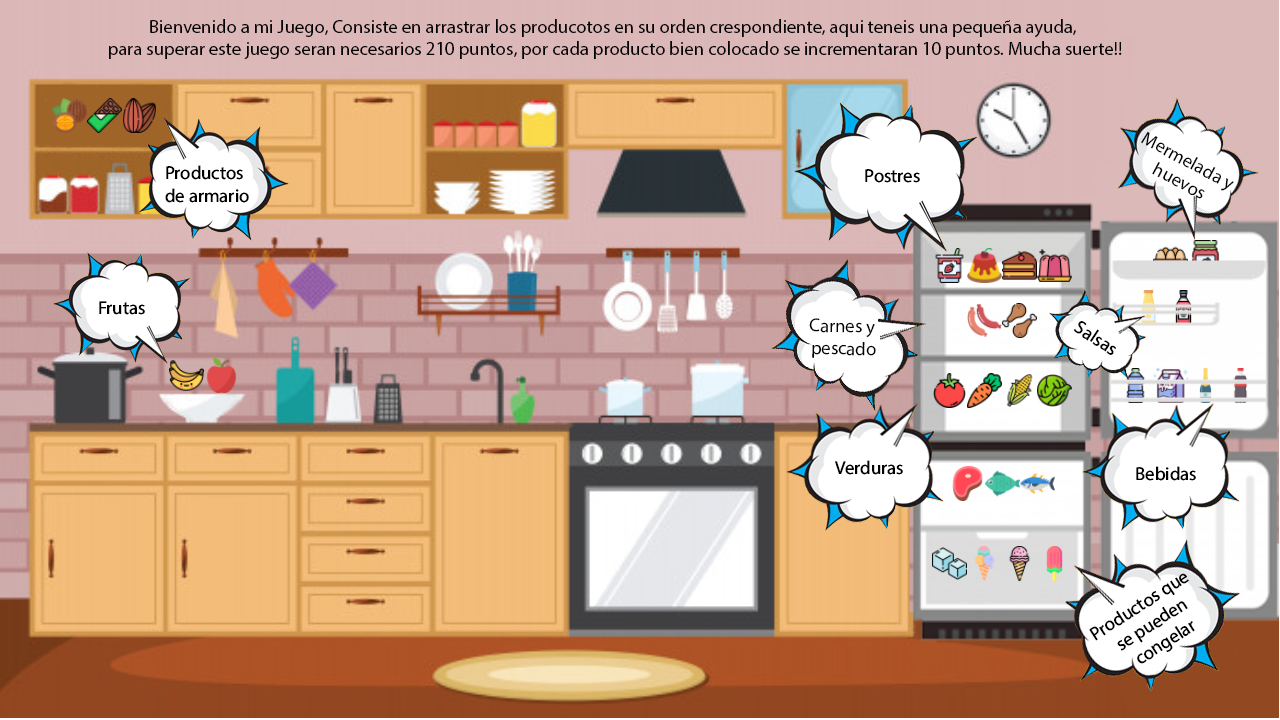 Bienvenido a mi Juego, Consiste en arrastrar los producotos en su orden crespondiente, aqui teneis una pequeña ayuda,
para superar este juego seran necesarios 210 puntos, por cada producto bien colocado se incrementaran 10 puntos. Mucha suerte!!
Productos
de armario
Postres
Mermelada y
huevos
Frutas
Carnes y
pescado
Salsas
Verduras
Bebidas
Productos que
se pueden
congelar